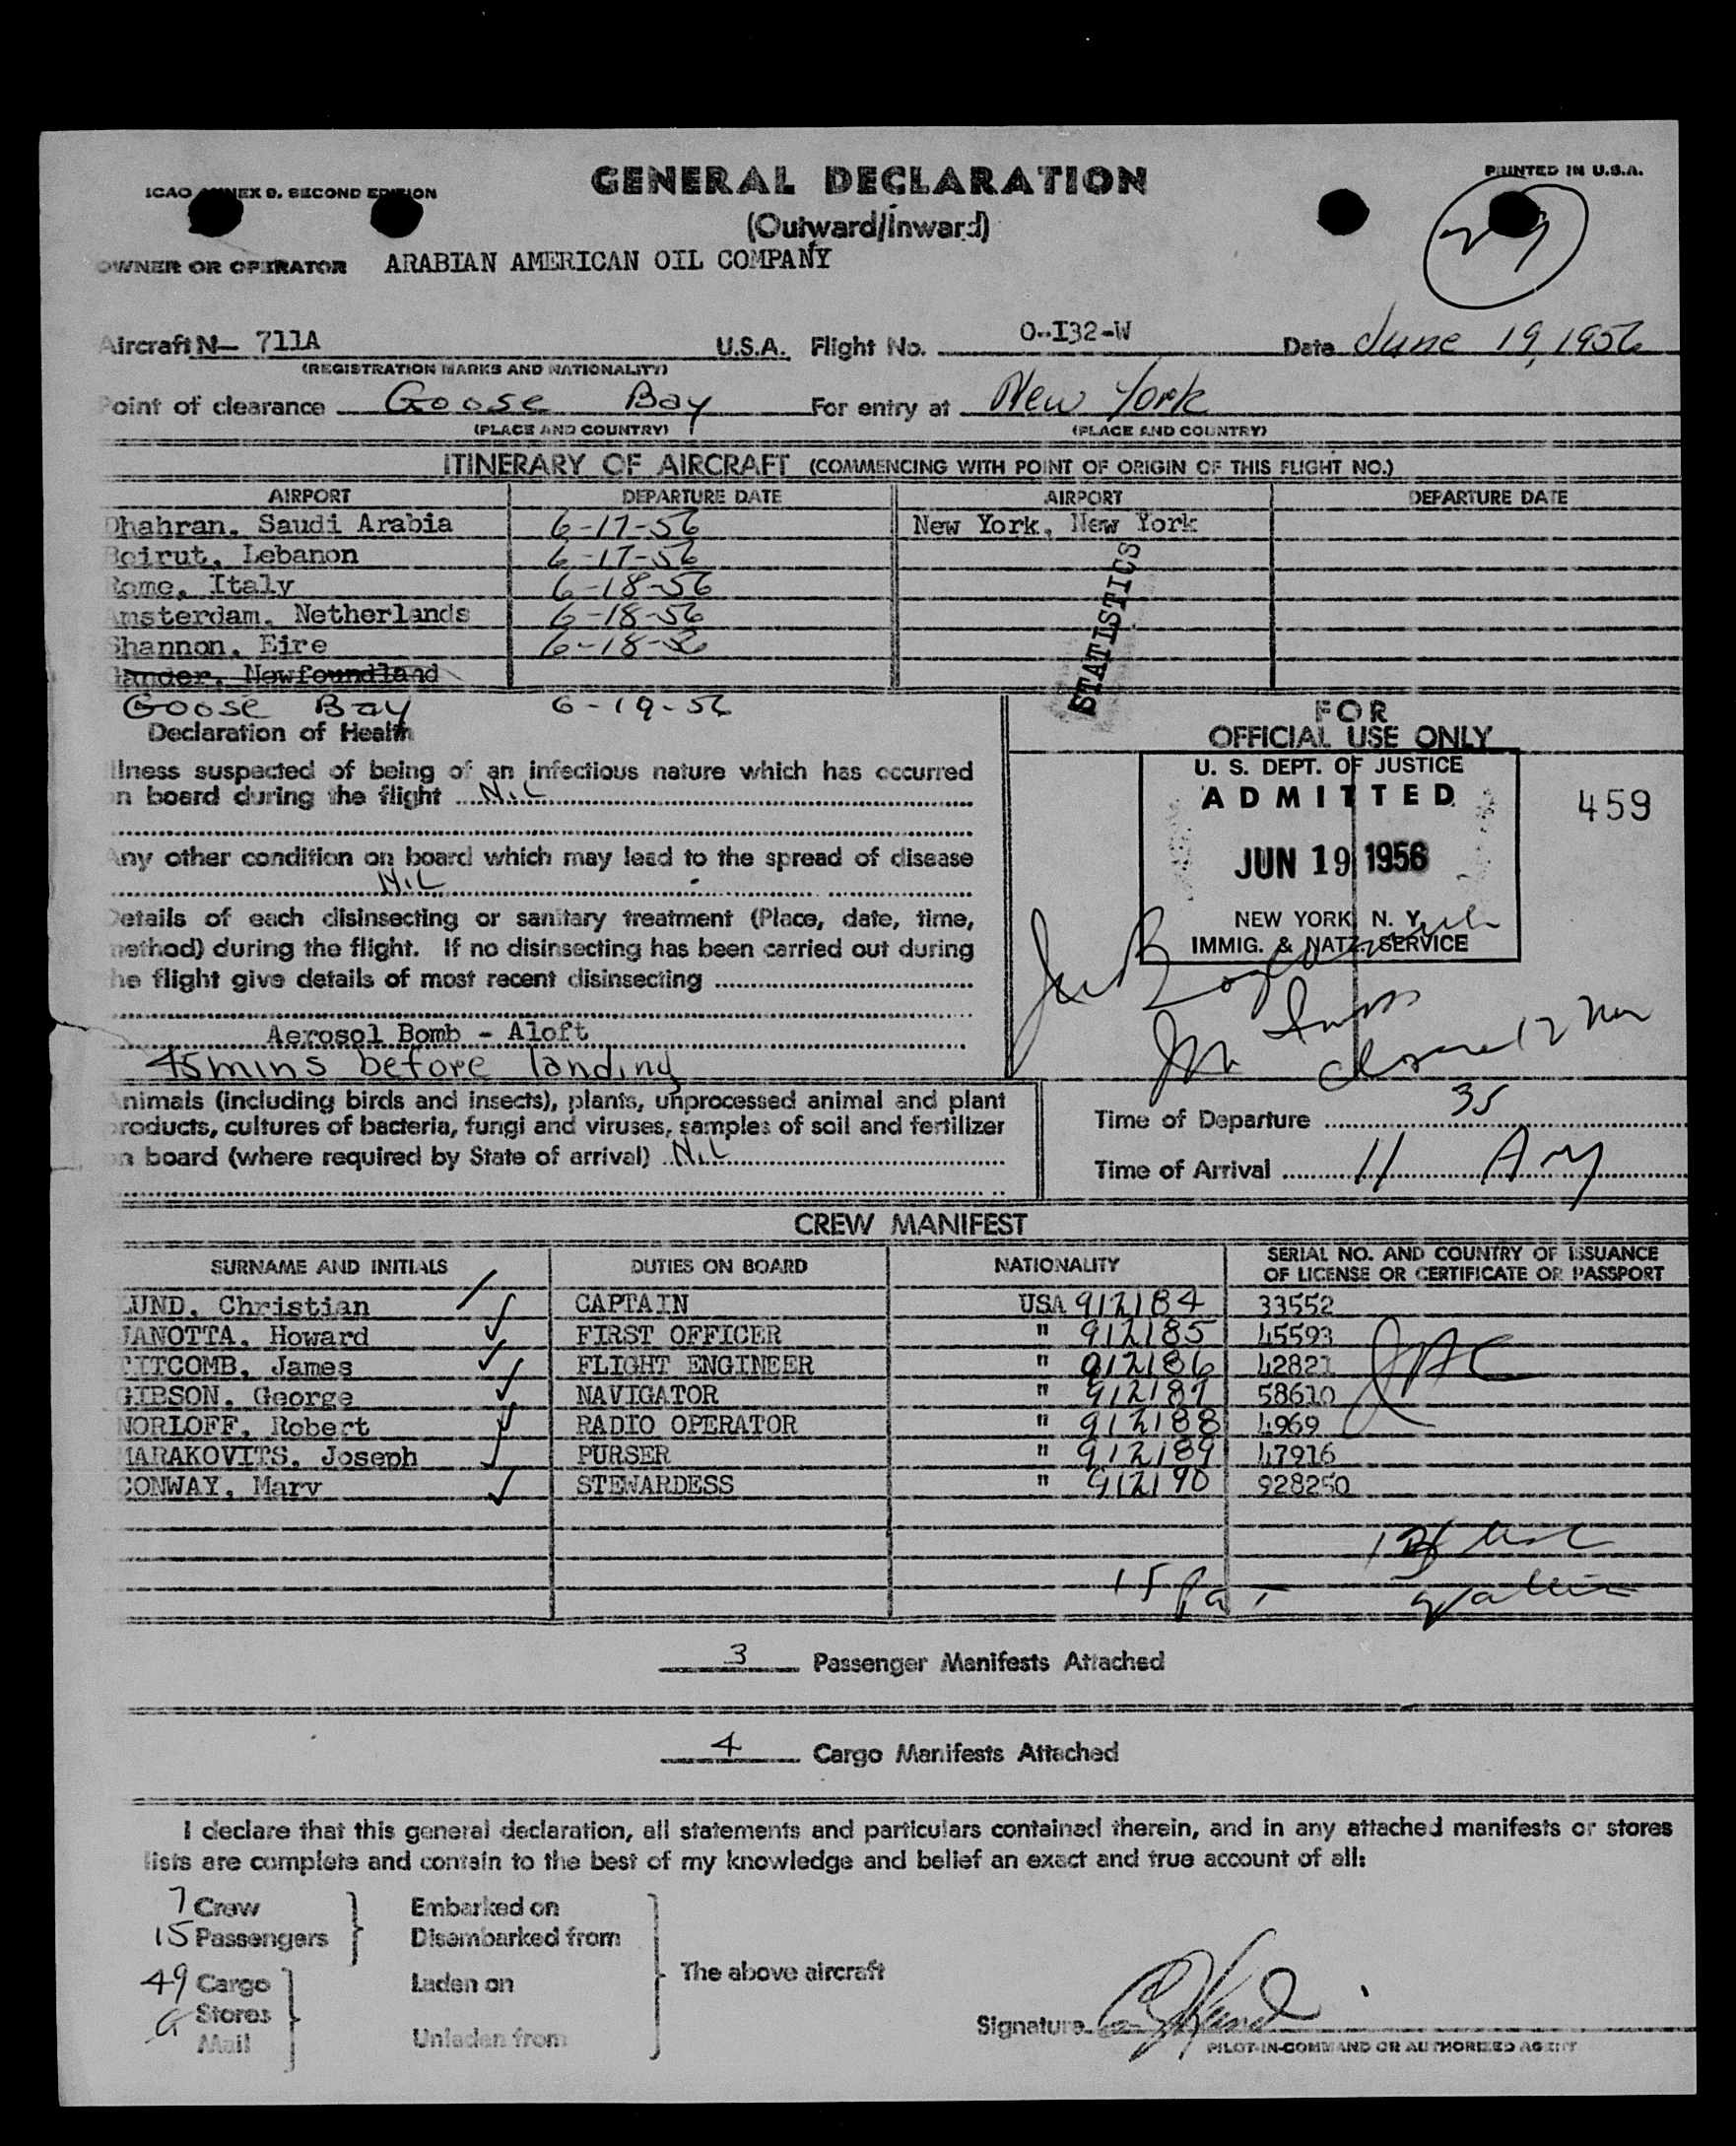 ICAO ANNEX 9, SECOND EDITION
GENERAL DECLARATION
PRINTED IN U.S.A.
(Outward/Inward)
OWNER OR OPERATOR ARABIAN AMERICAN OIL COMPANY
Aircraft N— 711A U.S.A. Flight No. O-I32-W Date June 19, 1956
(REGISTRATION MARKS AND NATIONALITY)
Point of clearance Goose Bay For entry at New York
(PLACE AND COUNTRY) (PLACE AND COUNTRY)
ITINERARY OF AIRCRAFT (COMMENCING WITH POINT OF ORIGIN OF THIS FLIGHT NO.)
AIRPORT DEPARTURE DATE AIRPORT DEPARTURE DATE
Dhahran, Saudi Arabia 6-17-56 New York, New York
Beirut, Lebanon 6-17-56
Rome, Italy 6-18-56
Amsterdam, Netherlands 6-18-56
Shannon, Eire 6-18-56
Gander, Newfoundland
Goose Bay 6-19-56
STATISTICS
Declaration of Health
Illness suspected of being of an infectious nature which has occurred
on board during the flight Nil
Any other condition on board which may lead to the spread of disease
Nil
Details of each disinsecting or sanitary treatment (Place, date, time,
method) during the flight. If no disinsecting has been carried out during
the flight give details of most recent disinsecting
Aerosol Bomb - Aloft
45 mins before landing
FOR
OFFICIAL USE ONLY
U. S. DEPT. OF JUSTICE
ADMITTED
459
JUN 19 1956
NEW YORK, N. Y.
IMMIG. & NATZ. SERVICE
Animals (including birds and insects), plants, unprocessed animal and plant
products, cultures of bacteria, fungi and viruses, samples of soil and fertilizer
on board (where required by State of arrival) Nil
Time of Departure 35
Time of Arrival 11 Am
CREW MANIFEST
SURNAME AND INITIALS DUTIES ON BOARD NATIONALITY SERIAL NO. AND COUNTRY OF ISSUANCE
OF LICENSE OR CERTIFICATE OR PASSPORT
LUND, Christian CAPTAIN USA 912184 33552
JANOTTA, Howard FIRST OFFICER " 912185 45593
TITCOMB, James FLIGHT ENGINEER " 912186 42821
GIBSON, George NAVIGATOR " 912187 58610
NORLOFF, Robert RADIO OPERATOR " 912188 4969
MARAKOVITS, Joseph PURSER " 912189 47916
CONWAY, Mary STEWARDESS " 912190 928250
15
3 Passenger Manifests Attached
4 Cargo Manifests Attached
I declare that this general declaration, all statements and particulars contained therein, and in any attached manifests or stores
lists are complete and contain to the best of my knowledge and belief an exact and true account of all:
7 Crew Embarked on
15 Passengers Disembarked from
49 Cargo Laden on
Stores
Mail Unladen from
The above aircraft
Signature
PILOT-IN-COMMAND OR AUTHORIZED AGENT